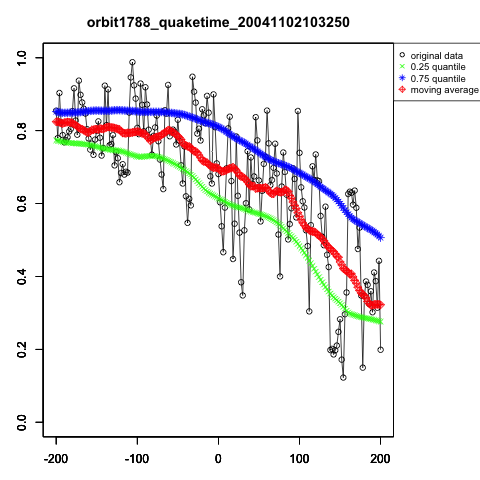 orbit1788_quaketime_20041102103250
original data
0.25 quantile
0.75 quantile
moving average
1.0
0.8
0.6
0.4
0.2
0.0
-200 -100 0 100 200